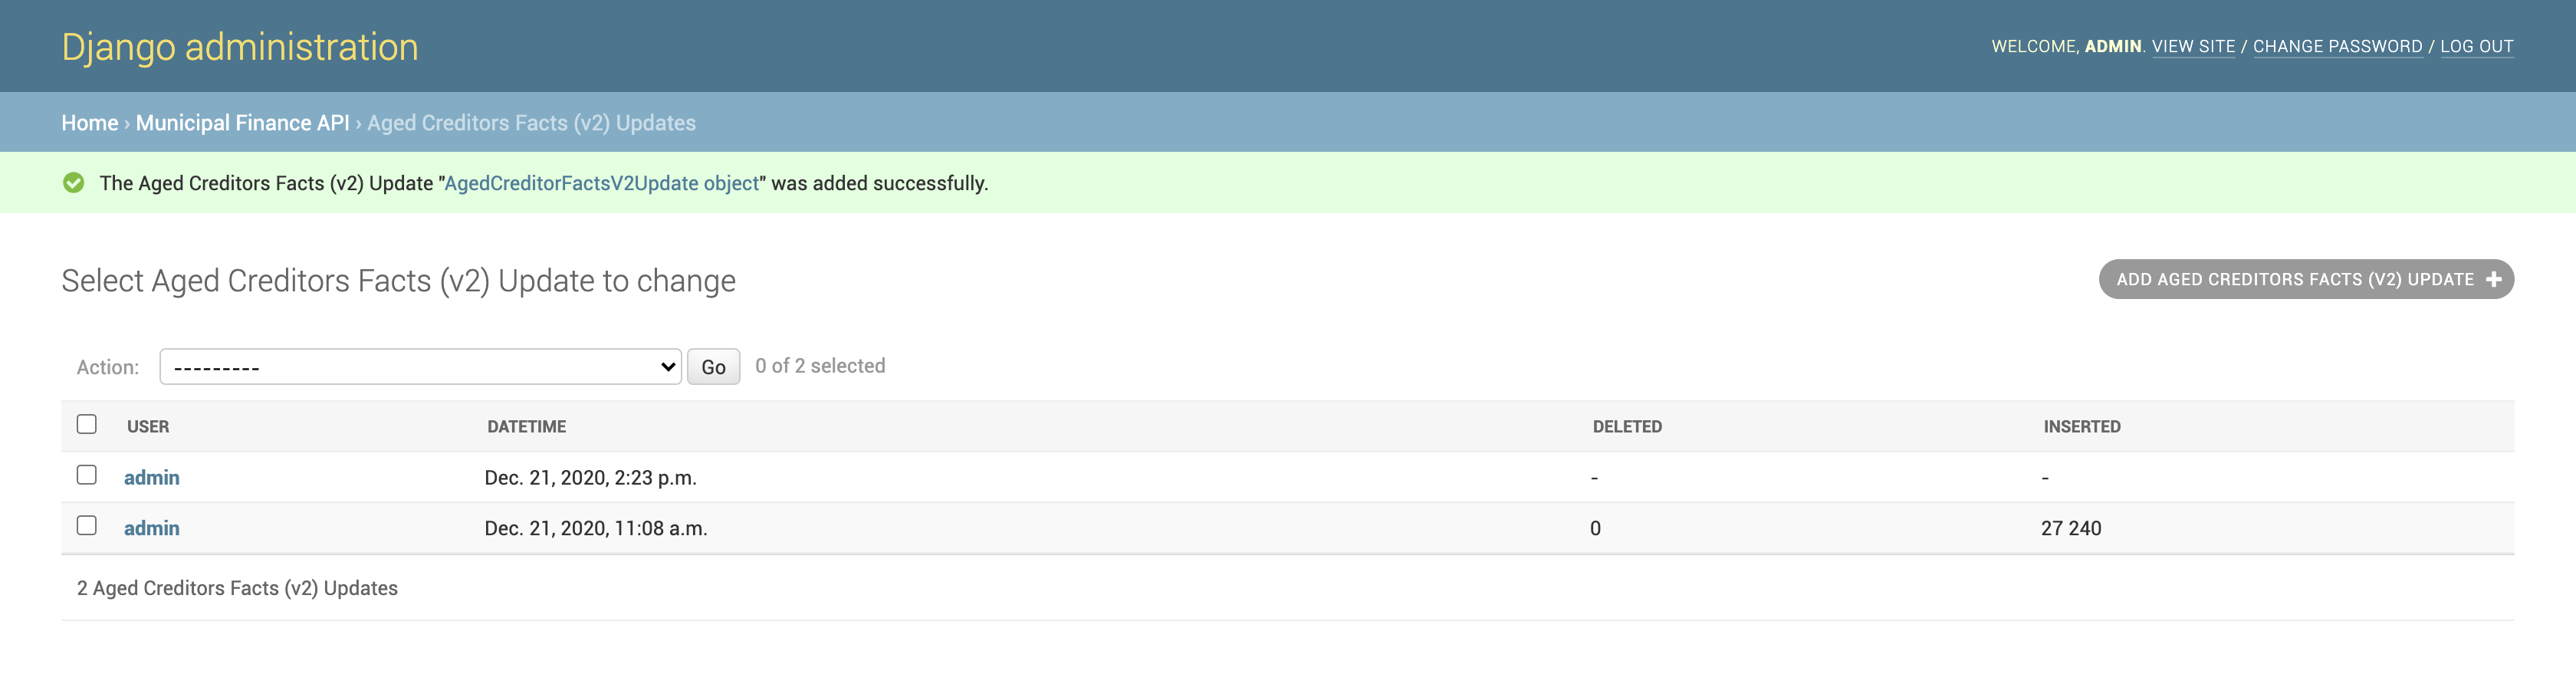 Django administration
WELCOME, ADMIN. VIEW SITE / CHANGE PASSWORD / LOG OUT
Home › Municipal Finance API › Aged Creditors Facts (v2) Updates
The Aged Creditors Facts (v2) Update "AgedCreditorFactsV2Update object" was added successfully.
Select Aged Creditors Facts (v2) Update to change
ADD AGED CREDITORS FACTS (V2) UPDATE
Action: --------- Go 0 of 2 selected
USER DATETIME DELETED INSERTED
admin Dec. 21, 2020, 2:23 p.m. - -
admin Dec. 21, 2020, 11:08 a.m. 0 27 240
2 Aged Creditors Facts (v2) Updates